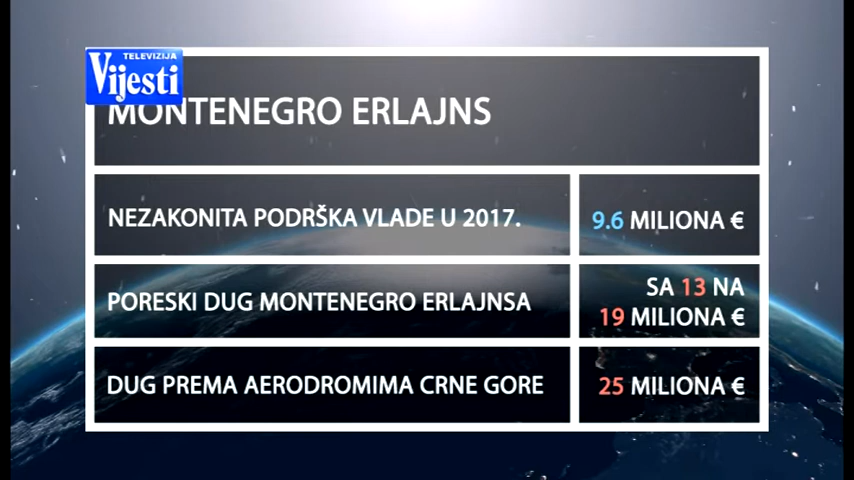 TELEVIZIJA
Vijesti
MONTENEGRO ERLAJNS
NEZAKONITA PODRŠKA VLADE U 2017.
9.6 MILIONA €
PORESKI DUG MONTENEGRO ERLAJNSA
SA 13 NA
19 MILIONA €
DUG PREMA AERODROMIMA CRNE GORE
25 MILIONA €